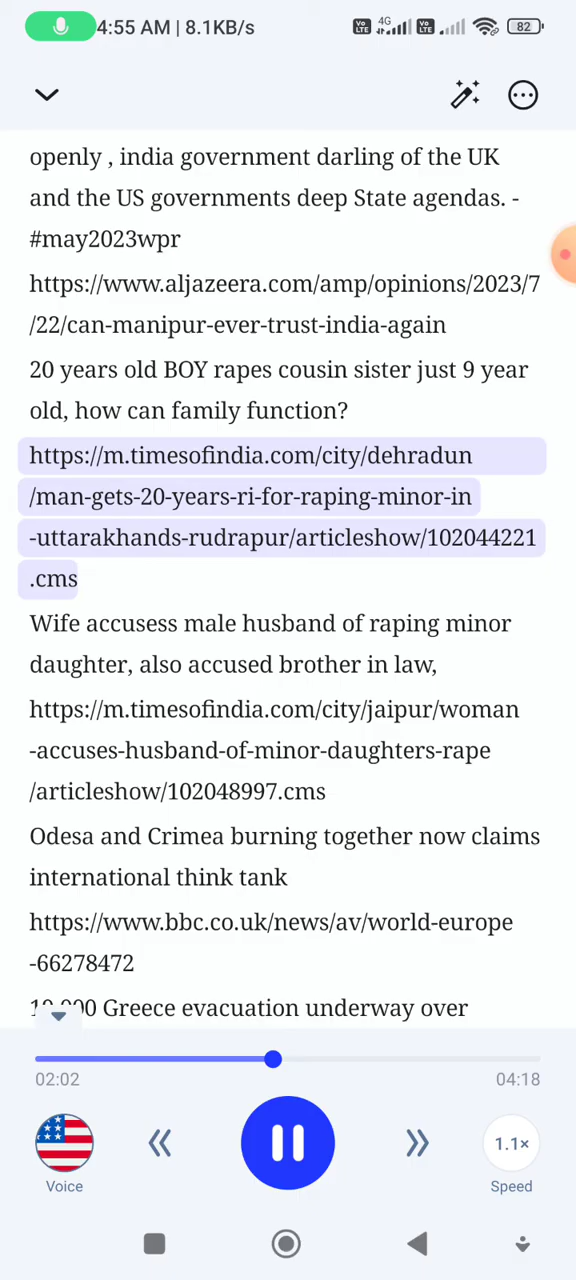 4:55 AM | 8.1KB/s
Vo LTE 4G Vo LTE 82
openly , india government darling of the UK
and the US governments deep State agendas. -
#may2023wpr
https://www.aljazeera.com/amp/opinions/2023/7
/22/can-manipur-ever-trust-india-again
20 years old BOY rapes cousin sister just 9 year
old, how can family function?
https://m.timesofindia.com/city/dehradun
/man-gets-20-years-ri-for-raping-minor-in
-uttarakhands-rudrapur/articleshow/102044221
.cms
Wife accusess male husband of raping minor
daughter, also accused brother in law,
https://m.timesofindia.com/city/jaipur/woman
-accuses-husband-of-minor-daughters-rape
/articleshow/102048997.cms
Odesa and Crimea burning together now claims
international think tank
https://www.bbc.co.uk/news/av/world-europe
-66278472
Greece evacuation underway over
02:02
04:18
1.1×
Voice
Speed